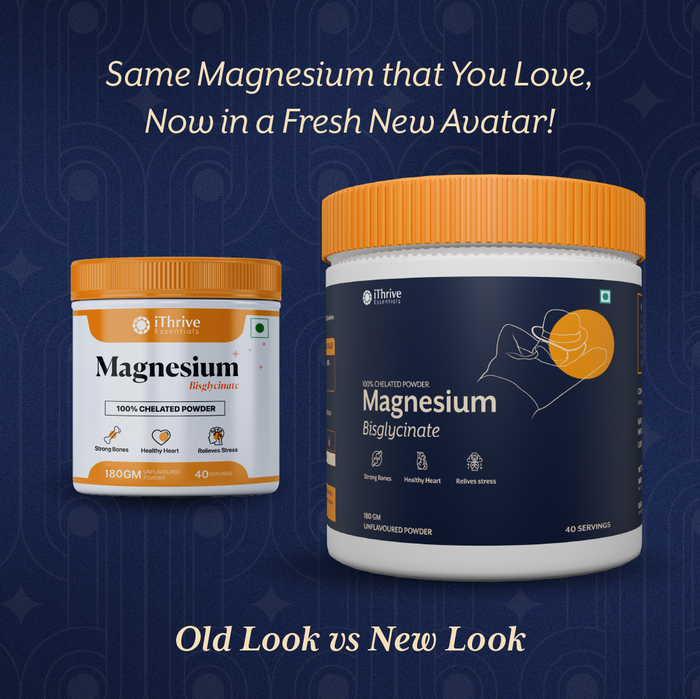 Same Magnesium that You Love,
Now in a Fresh New Avatar!
iThrive
Essentials
Magnesium
Bisglycinate
100% CHELATED POWDER
Strong Bones
Healthy Heart
Relieves Stress
180GM
UNFLAVOURED
POWDER
40 SERVINGS
iThrive
Essentials
100% CHELATED POWDER
Magnesium
Bisglycinate
Strong Bones
Healthy Heart
Relives stress
180 GM
UNFLAVOURED POWDER
40 SERVINGS
Old Look vs New Look